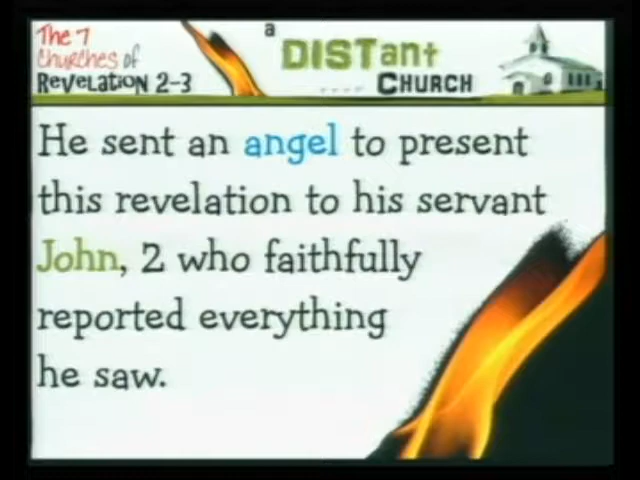 The 7
Churches of
Revelation 2-3
a
DISTant
.... CHURCH
He sent an angel to present
this revelation to his servant
John, 2 who faithfully
reported everything
he saw.